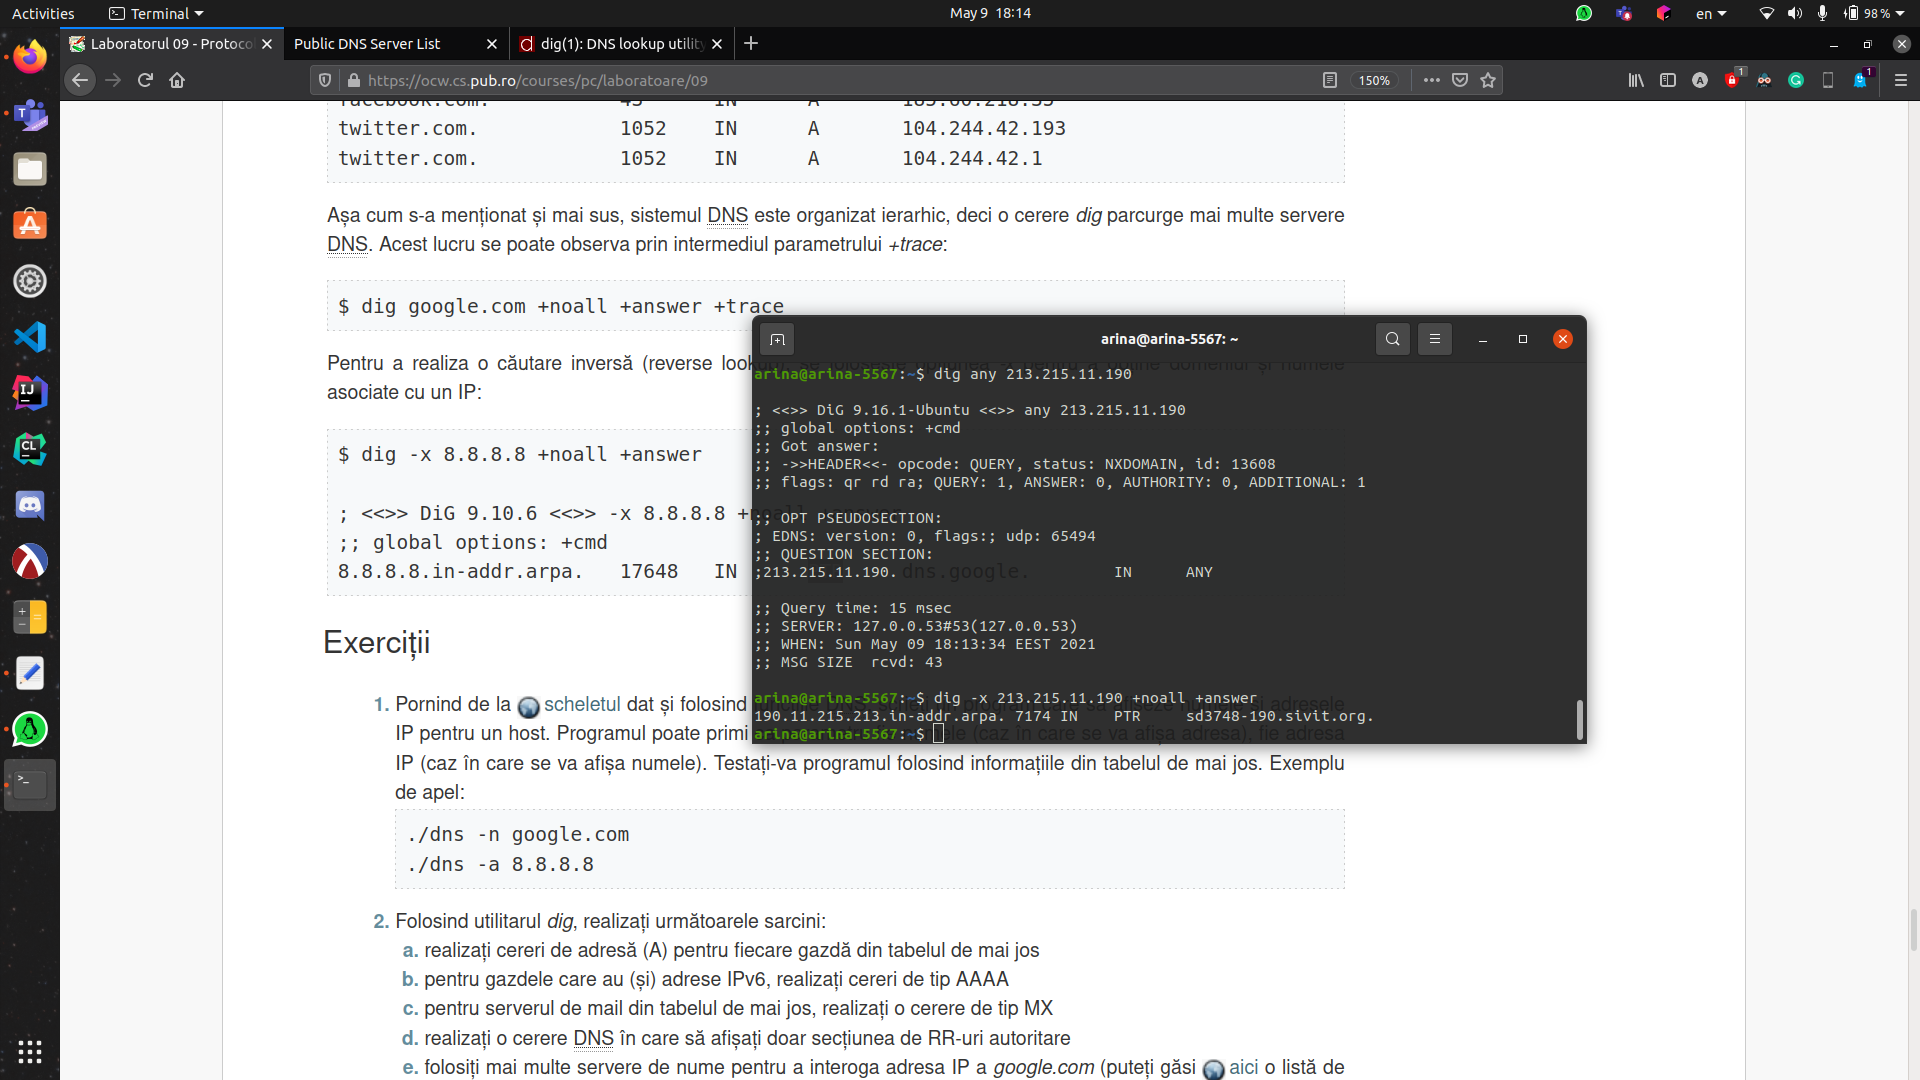 Activities
Terminal
May 9 18:14
en
98 %
Laboratorul 09 - Protoco
Public DNS Server List
dig(1): DNS lookup utility
https://ocw.cs.pub.ro/courses/pc/laboratoare/09
150%
1
1
facebook.com. 43 IN A 185.60.218.35
twitter.com. 1052 IN A 104.244.42.193
twitter.com. 1052 IN A 104.244.42.1
Așa cum s-a menționat și mai sus, sistemul DNS este organizat ierarhic, deci o cerere dig parcurge mai multe servere
DNS. Acest lucru se poate observa prin intermediul parametrului +trace:
$ dig google.com +noall +answer +trace
Pentru a realiza o căutare inversă (reverse look
asociate cu un IP:
$ dig -x 8.8.8.8 +noall +answer
; <<>> DiG 9.10.6 <<>> -x 8.8.8.8 +n
;; global options: +cmd
8.8.8.8.in-addr.arpa. 17648 IN dns.google.
Exerciții
1. Pornind de la scheletul dat și folosind
IP pentru un host. Programul poate primi (caz în care se va afișa adresa), fie adresa
IP (caz în care se va afișa numele). Testați-va programul folosind informațiile din tabelul de mai jos. Exemplu
de apel:
./dns -n google.com
./dns -a 8.8.8.8
2. Folosind utilitarul dig, realizați următoarele sarcini:
a. realizați cereri de adresă (A) pentru fiecare gazdă din tabelul de mai jos
b. pentru gazdele care au (și) adrese IPv6, realizați cereri de tip AAAA
c. pentru serverul de mail din tabelul de mai jos, realizați o cerere de tip MX
d. realizați o cerere DNS în care să afișați doar secțiunea de RR-uri autoritare
e. folosiți mai multe servere de nume pentru a interoga adresa IP a google.com (puteți găsi aici o listă de
arina@arina-5567: ~
arina@arina-5567:~$ dig any 213.215.11.190
; <<>> DiG 9.16.1-Ubuntu <<>> any 213.215.11.190
;; global options: +cmd
;; Got answer:
;; ->>HEADER<<- opcode: QUERY, status: NXDOMAIN, id: 13608
;; flags: qr rd ra; QUERY: 1, ANSWER: 0, AUTHORITY: 0, ADDITIONAL: 1
;; OPT PSEUDOSECTION:
; EDNS: version: 0, flags:; udp: 65494
;; QUESTION SECTION:
;213.215.11.190. IN ANY
;; Query time: 15 msec
;; SERVER: 127.0.0.53#53(127.0.0.53)
;; WHEN: Sun May 09 18:13:34 EEST 2021
;; MSG SIZE rcvd: 43
arina@arina-5567:~$ dig -x 213.215.11.190 +noall +answer
190.11.215.213.in-addr.arpa. 7174 IN PTR sd3748-190.sivit.org.
arina@arina-5567:~$